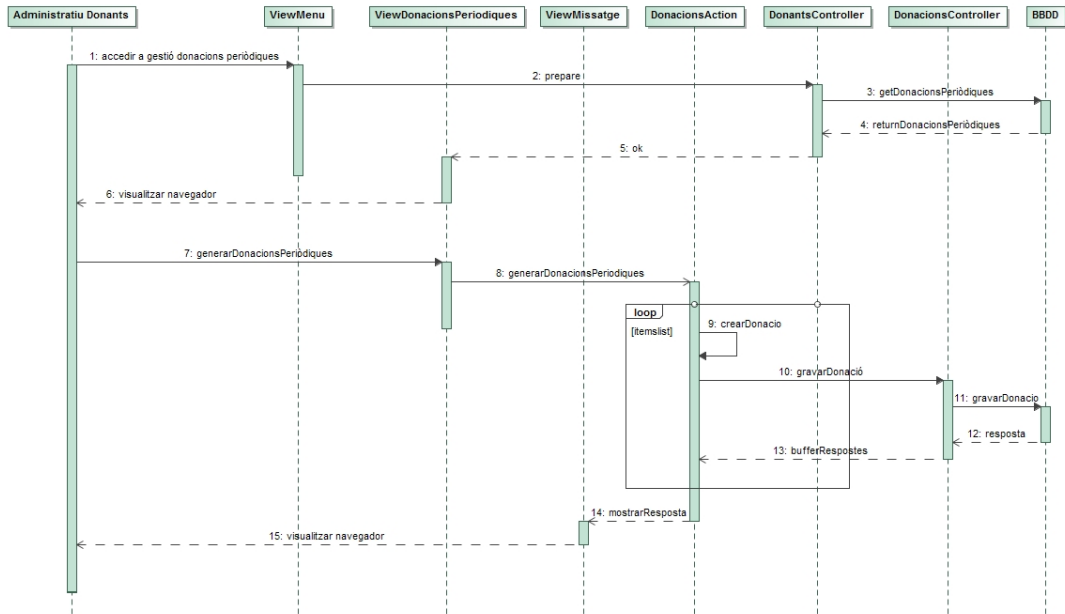 Administratiu Donants
ViewMenu
ViewDonacionsPeriodiques
ViewMissatge
DonacionsAction
DonantsController
DonacionsController
BBDD
1: accedir a gestió donacions periòdiques
2: prepare
3: getDonacionsPeriòdiques
4: returnDonacionsPeriòdiques
5: ok
6: visualitzar navegador
7: generarDonacionsPeriòdiques
8: generarDonacionsPeriodiques
loop
[itemslist]
9: crearDonacio
10: gravarDonació
11: gravarDonacio
12: resposta
13: bufferRespostes
14: mostrarResposta
15: visualitzar navegador